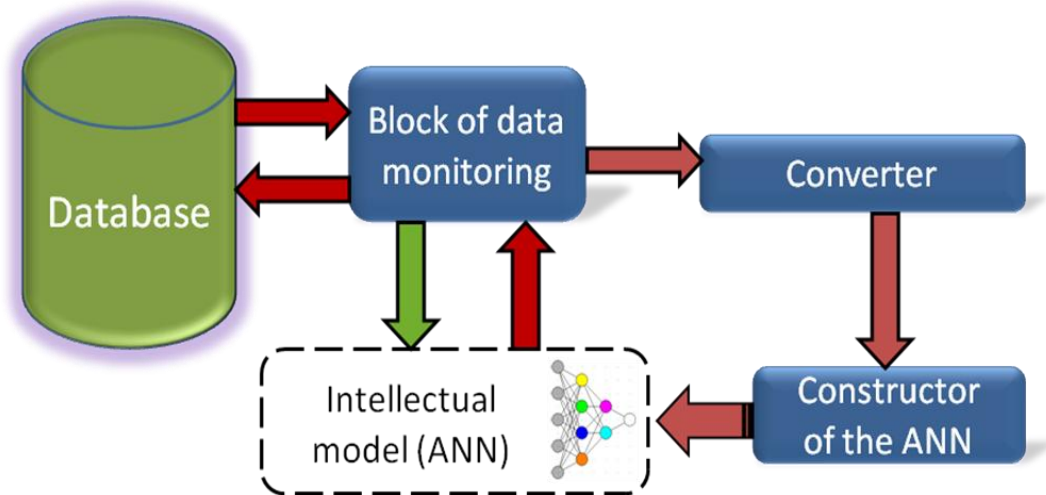 Database
Block of data
monitoring
Converter
Intellectual
model (ANN)
Constructor
of the ANN